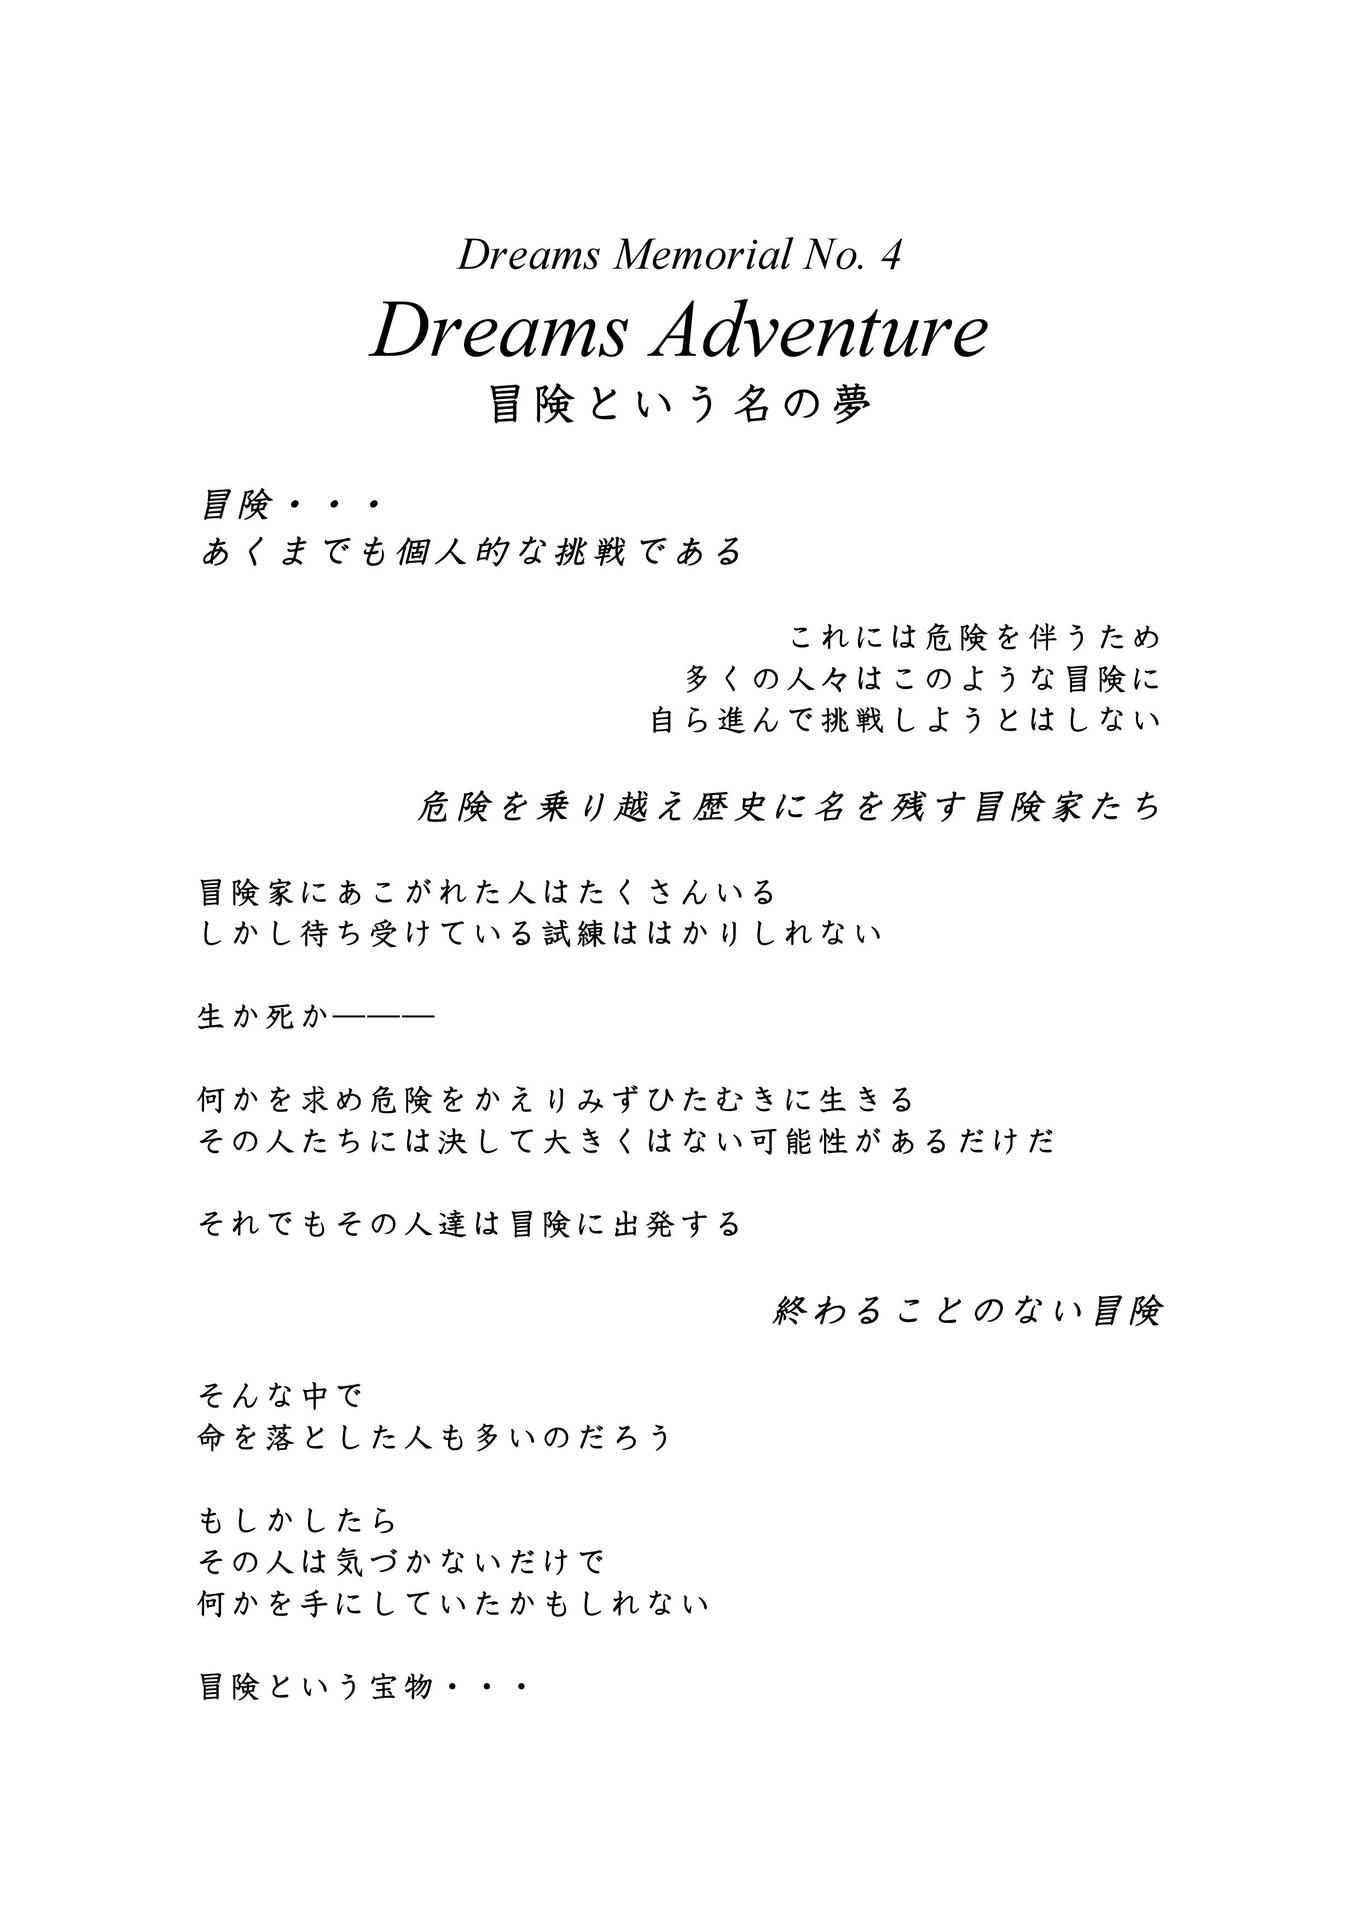 Dreams Memorial No. 4
Dreams Adventure
冒険という名の夢
冒険・・・
あくまでも個人的な挑戦である
これには危険を伴うため
多くの人々はこのような冒険に
自ら進んで挑戦しようとはしない
危険を乗り越え歴史に名を残す冒険家たち
冒険家にあこがれた人はたくさんいる
しかし待ち受けている試練ははかりしれない
生か死か―――
何かを求め危険をかえりみずひたむきに生きる
その人たちには決して大きくはない可能性があるだけだ
それでもその人達は冒険に出発する
終わることのない冒険
そんな中で
命を落とした人も多いのだろう
もしかしたら
その人は気づかないだけで
何かを手にしていたかもしれない
冒険という宝物・・・